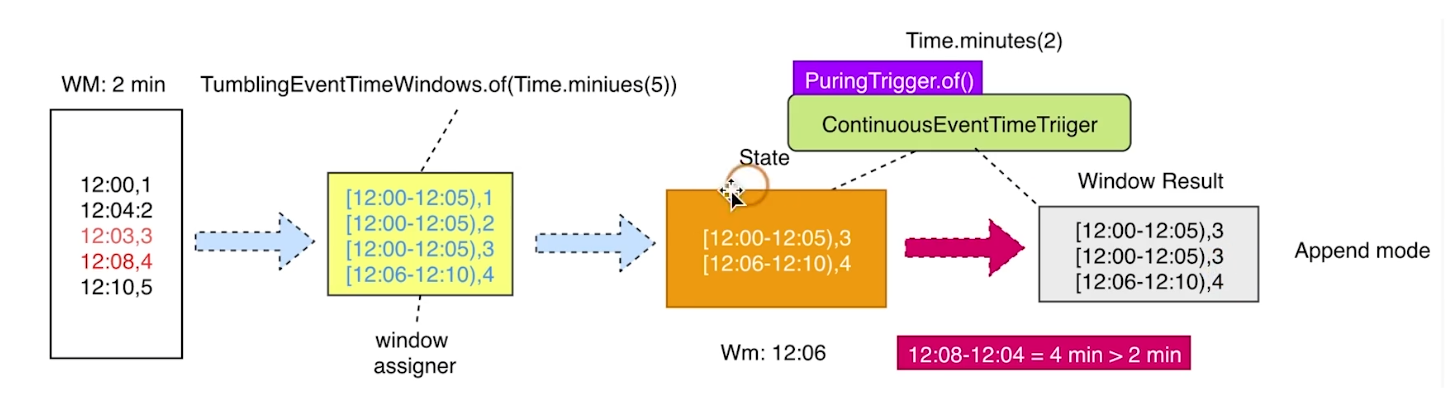 Time.minutes(2)
WM: 2 min
TumblingEventTimeWindows.of(Time.miniues(5))
PuringTrigger.of()
ContinuousEventTimeTriiger
State
Window Result
12:00,1
12:04:2
12:03,3
12:08,4
12:10,5
[12:00-12:05),1
[12:00-12:05),2
[12:00-12:05),3
[12:06-12:10),4
[12:00-12:05),3
[12:06-12:10),4
[12:00-12:05),3
[12:00-12:05),3
[12:06-12:10),4
Append mode
window
assigner
Wm: 12:06
12:08-12:04 = 4 min > 2 min